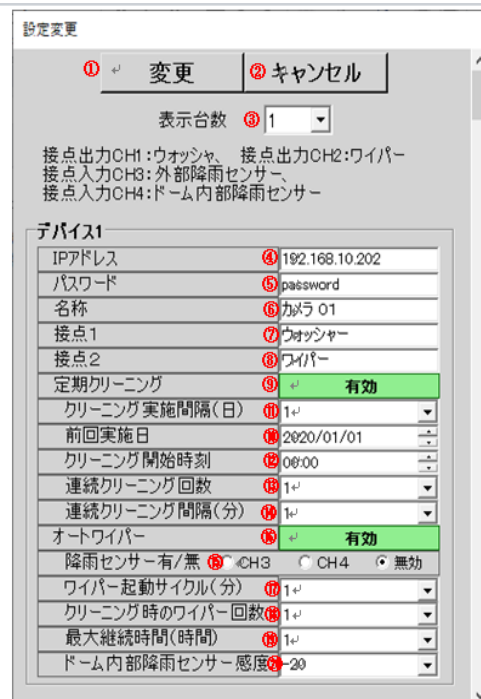 設定変更
① 変更 ② キャンセル
表示台数 ③ 1
接点出力CH1:ウオッシャ、 接点出力CH2:ワイパー
接点入力CH3:外部降雨センサー、
接点入力CH4:ドーム内部降雨センサー
デバイス1
IPアドレス ④ 192.168.10.202
パスワード ⑤ password
名称 ⑥ カメラ 01
接点1 ⑦ ウォッシャー
接点2 ⑧ ワイパー
定期クリーニング ⑨ 有効
クリーニング実施間隔(日) ⑪ 1
前回実施日 ⑩ 2020/01/01
クリーニング開始時刻 ⑫ 00:00
連続クリーニング回数 ⑬ 1
連続クリーニング間隔(分) ⑭ 1
オートワイパー ⑯ 有効
降雨センサー有/無 ⑮ CH3 CH4 無効
ワイパー起動サイクル(分) ⑰ 1
クリーニング時のワイパー回数 ⑱ 1
最大継続時間(時間) ⑲ 1
ドーム内部降雨センサー感度 ⑳ -20